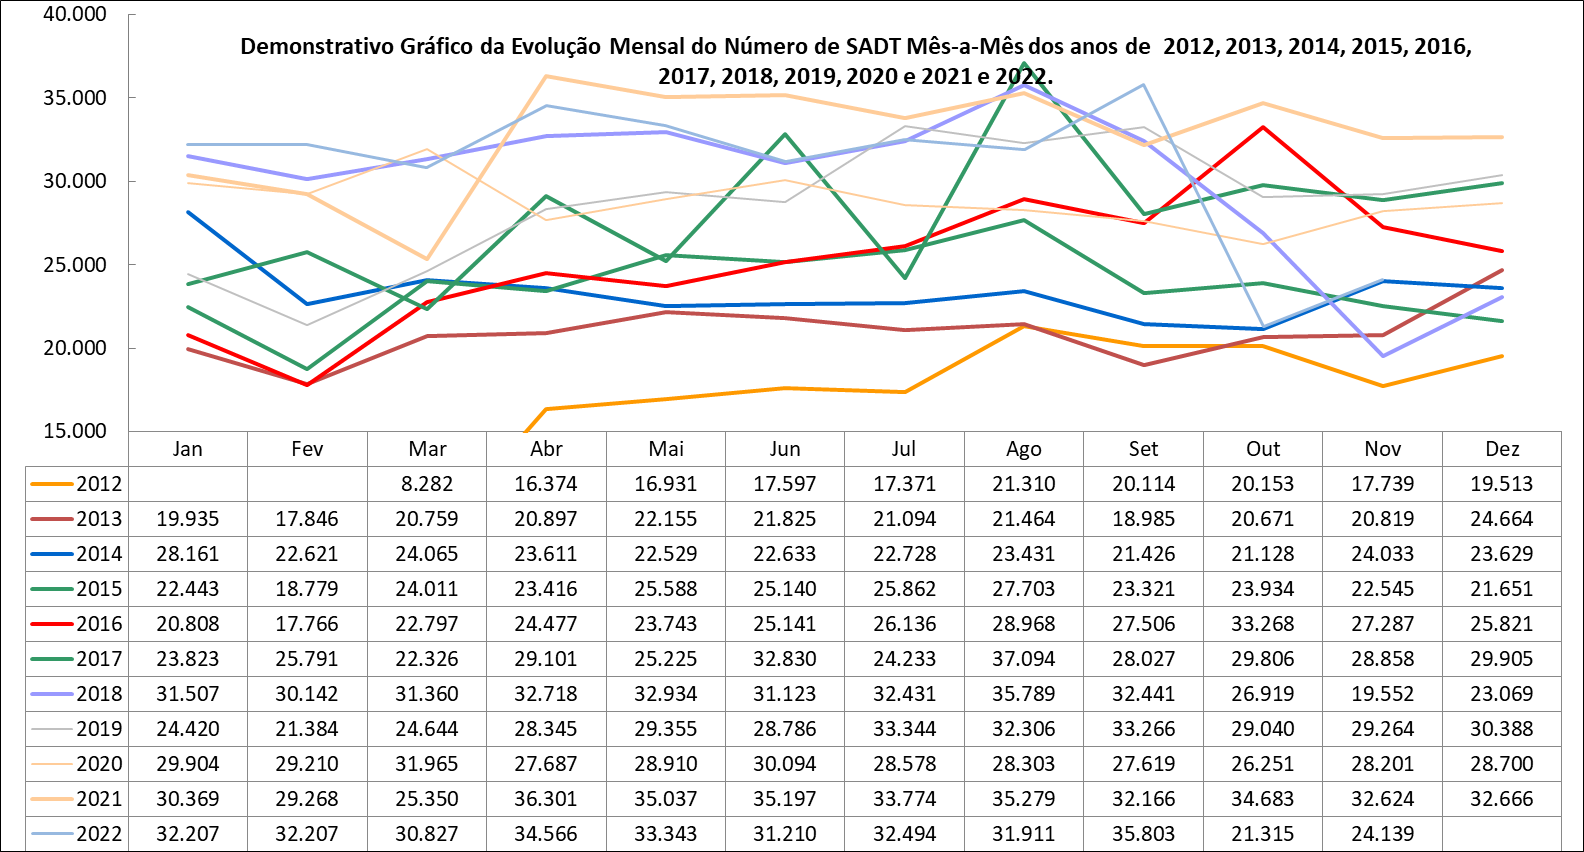 Demonstrativo Gráfico da Evolução Mensal do Número de SADT Mês-a-Mês dos anos de 2012, 2013, 2014, 2015, 2016,
2017, 2018, 2019, 2020 e 2021 e 2022.
40.000
35.000
30.000
25.000
20.000
15.000
Jan Fev Mar Abr Mai Jun Jul Ago Set Out Nov Dez
2012 8.282 16.374 16.931 17.597 17.371 21.310 20.114 20.153 17.739 19.513
2013 19.935 17.846 20.759 20.897 22.155 21.825 21.094 21.464 18.985 20.671 20.819 24.664
2014 28.161 22.621 24.065 23.611 22.529 22.633 22.728 23.431 21.426 21.128 24.033 23.629
2015 22.443 18.779 24.011 23.416 25.588 25.140 25.862 27.703 23.321 23.934 22.545 21.651
2016 20.808 17.766 22.797 24.477 23.743 25.141 26.136 28.968 27.506 33.268 27.287 25.821
2017 23.823 25.791 22.326 29.101 25.225 32.830 24.233 37.094 28.027 29.806 28.858 29.905
2018 31.507 30.142 31.360 32.718 32.934 31.123 32.431 35.789 32.441 26.919 19.552 23.069
2019 24.420 21.384 24.644 28.345 29.355 28.786 33.344 32.306 33.266 29.040 29.264 30.388
2020 29.904 29.210 31.965 27.687 28.910 30.094 28.578 28.303 27.619 26.251 28.201 28.700
2021 30.369 29.268 25.350 36.301 35.037 35.197 33.774 35.279 32.166 34.683 32.624 32.666
2022 32.207 32.207 30.827 34.566 33.343 31.210 32.494 31.911 35.803 21.315 24.139